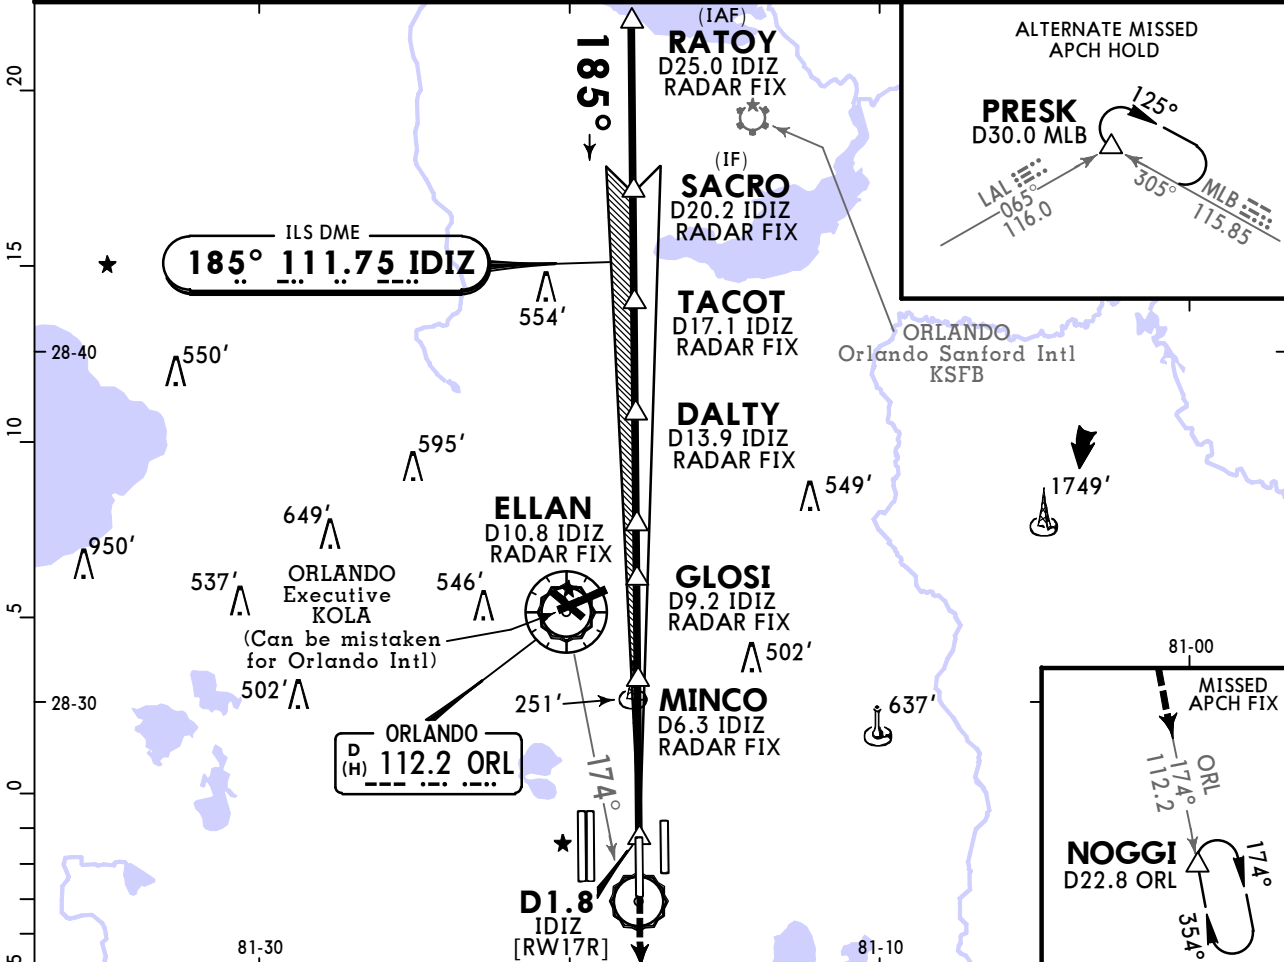 (IAF)
RATOY
D25.0 IDIZ
RADAR FIX
185°
ALTERNATE MISSED
APCH HOLD
PRESK
D30.0 MLB
125°
LAL
065°
116.0
305°
MLB
115.85
(IF)
SACRO
D20.2 IDIZ
RADAR FIX
ILS DME
185° 111.75 IDIZ
554'
TACOT
D17.1 IDIZ
RADAR FIX
ORLANDO
Orlando Sanford Intl
KSFB
20
15
10
5
0
5
28-40
550'
DALTY
D13.9 IDIZ
RADAR FIX
595'
549'
1749'
649'
950'
537'
546'
ELLAN
D10.8 IDIZ
RADAR FIX
ORLANDO
Executive
KOLA
(Can be mistaken
for Orlando Intl)
GLOSI
D9.2 IDIZ
RADAR FIX
502'
502'
28-30
251'
MINCO
D6.3 IDIZ
RADAR FIX
637'
81-00
ORLANDO
D
(H)
112.2 ORL
174°
MISSED
APCH FIX
ORL
174°
112.2
NOGGI
D22.8 ORL
174°
354°
D1.8
IDIZ
[RW17R]
81-30
81-10